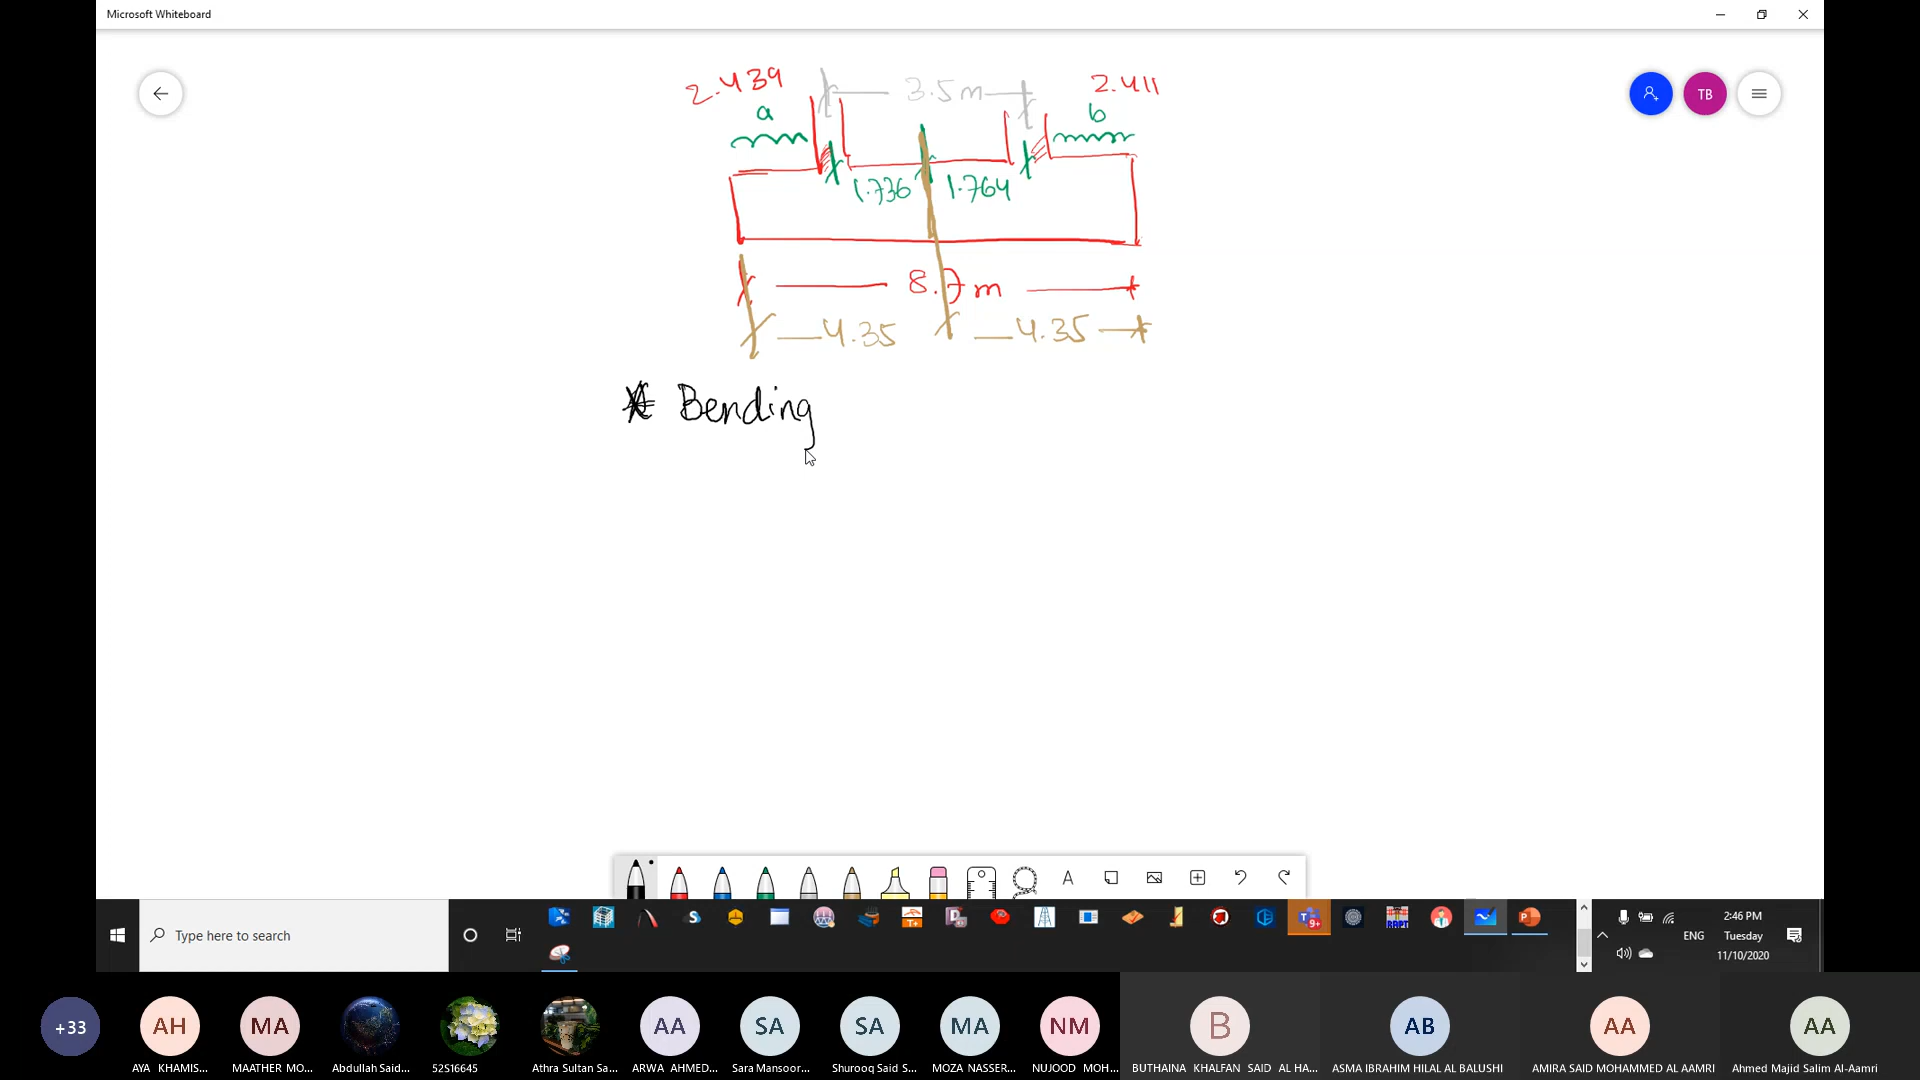 Microsoft Whiteboard
2.439
3.5m
2.411
a
b
TB
1.736
1.764
8.7m
4.35
4.35
* Bending
A
Type here to search
9+
ENG
2:46 PM
Tuesday
11/10/2020
+33
AH
MA
AA
SA
SA
MA
NM
B
AB
AA
AA
AYA KHAMIS...
MAATHER MO...
Abdullah Said...
52S16645
Athra Sultan Sa...
ARWA AHMED...
Sara Mansoor...
Shurooq Said S...
MOZA NASSER...
NUJOOD MOH...
BUTHAINA KHALFAN SAID AL HA...
ASMA IBRAHIM HILAL AL BALUSHI
AMIRA SAID MOHAMMED AL AAMRI
Ahmed Majid Salim Al-Aamri